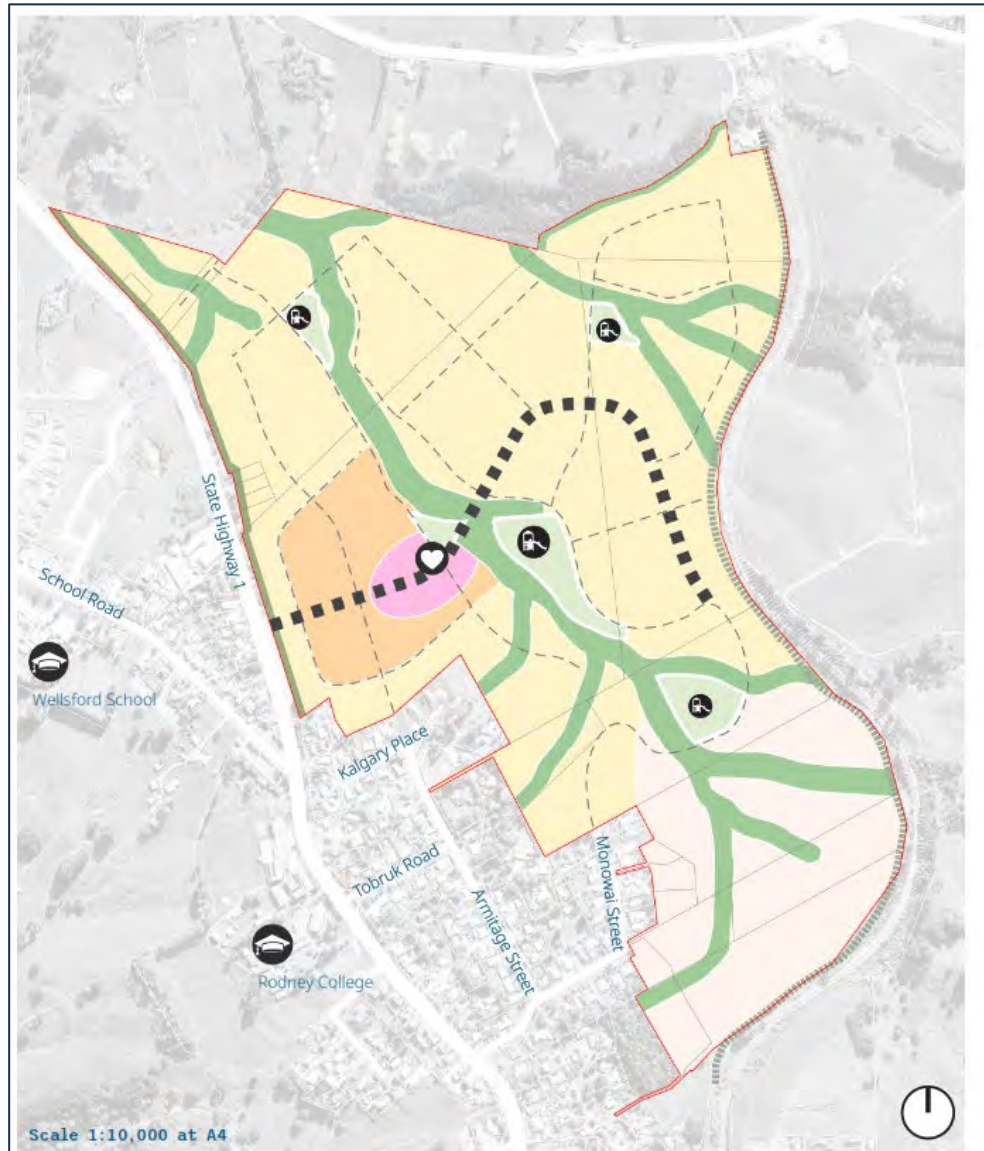 State Highway 1
School Road
Wellsford School
Kalgary Place
Tobruk Road
Armitage Street
Monowai Street
Rodney College
Scale 1:10,000 at A4